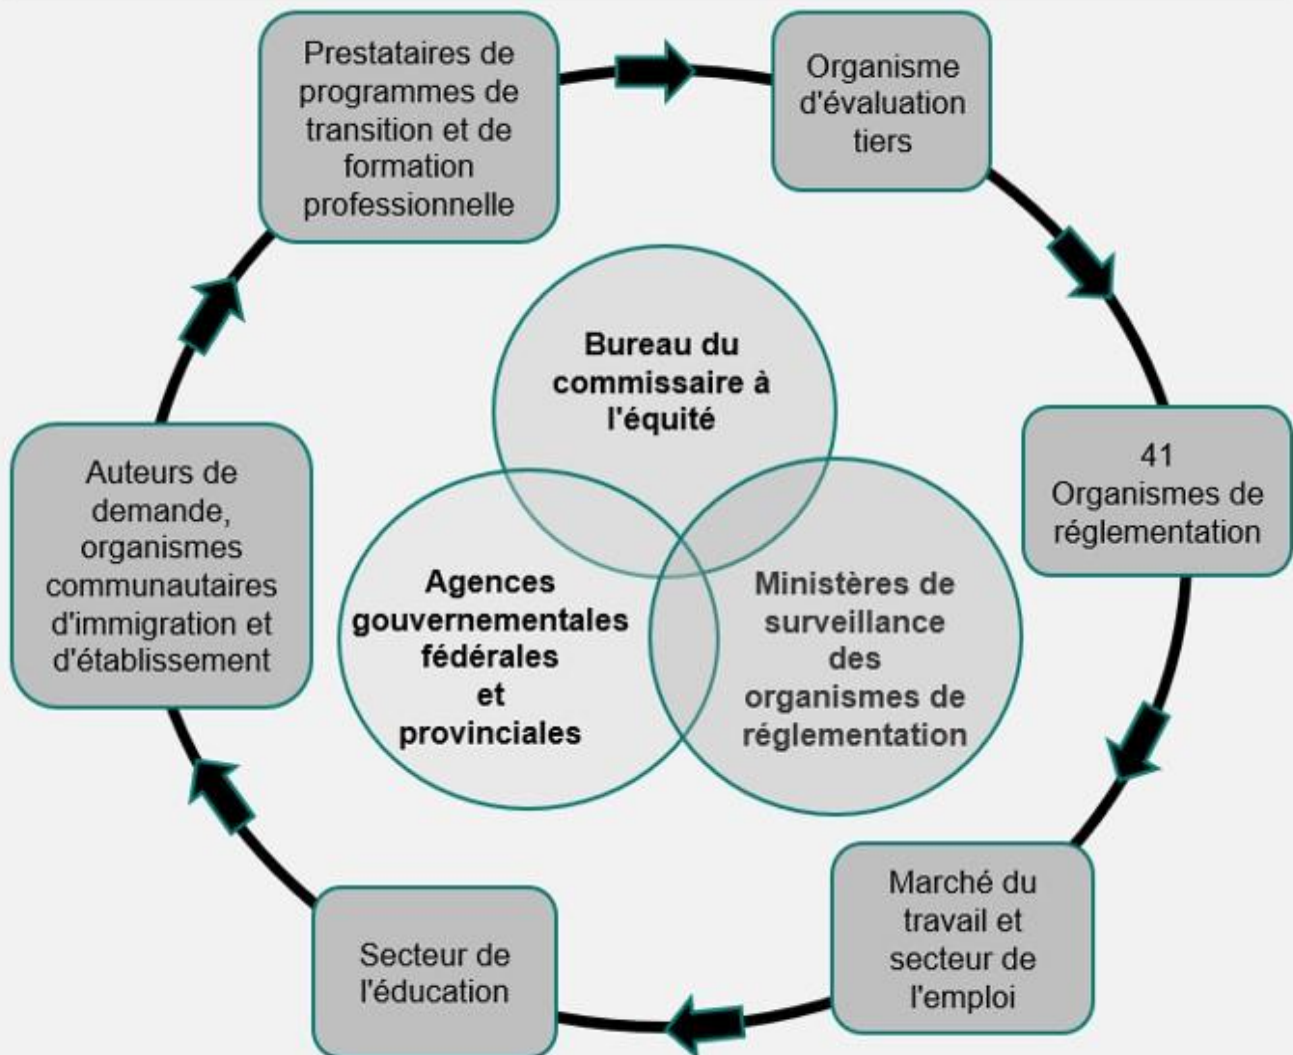 Prestataires de
programmes de
transition et de
formation
professionnelle
Organisme
d'évaluation
tiers
Bureau du
commissaire à
l'équité
Auteurs de
demande,
organismes
communautaires
d'immigration et
d'établissement
41
Organismes de
réglementation
Agences
gouvernementales
fédérales
et
provinciales
Ministères de
surveillance
des
organismes de
réglementation
Secteur de
l'éducation
Marché du
travail et
secteur de
l'emploi